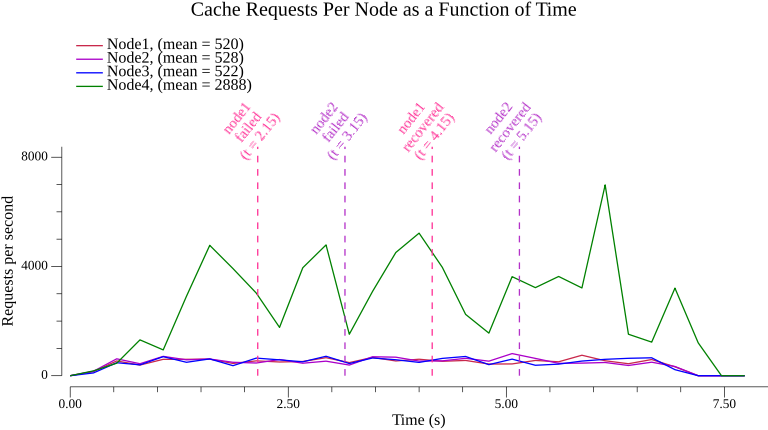 Cache Requests Per Node as a Function of Time
Node1, (mean = 520)
Node2, (mean = 528)
Node3, (mean = 522)
Node4, (mean = 2888)
node1
failed
(t = 2.15)
node2
failed
(t = 3.15)
node1
recovered
(t = 4.15)
node2
recovered
(t = 5.15)
Requests per second
8000
4000
0
0.00
2.50
5.00
7.50
Time (s)